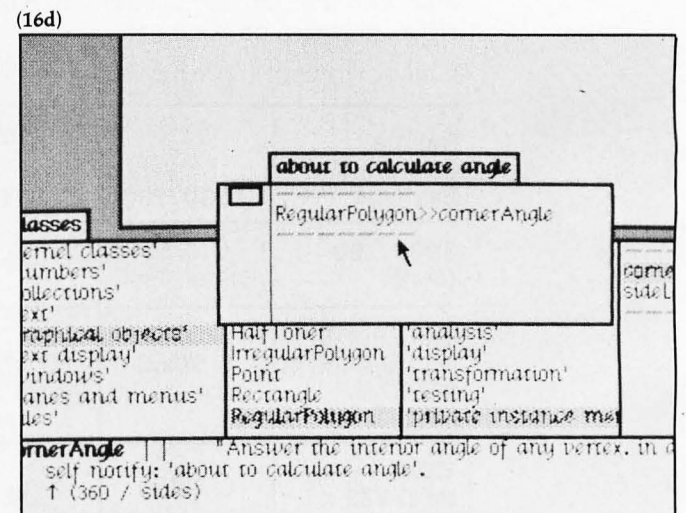 (16d)
about to calculate angle
RegularPolygon>>cornerAngle
lasses
ernel classes'
umbers'
ollections'
ext'
raphical objects'
ext display'
vindows'
anes and menus'
les'
HalfToner
IrregularPolygon
Point
Rectangle
RegularPolygon
'analysis'
'display'
'transformation'
'testing'
'private instance me
corne
sideL
ornerAngle | | "Answer the interior angle of any vertex. in d
self notify: 'about to calculate angle'.
↑ (360 / sides)